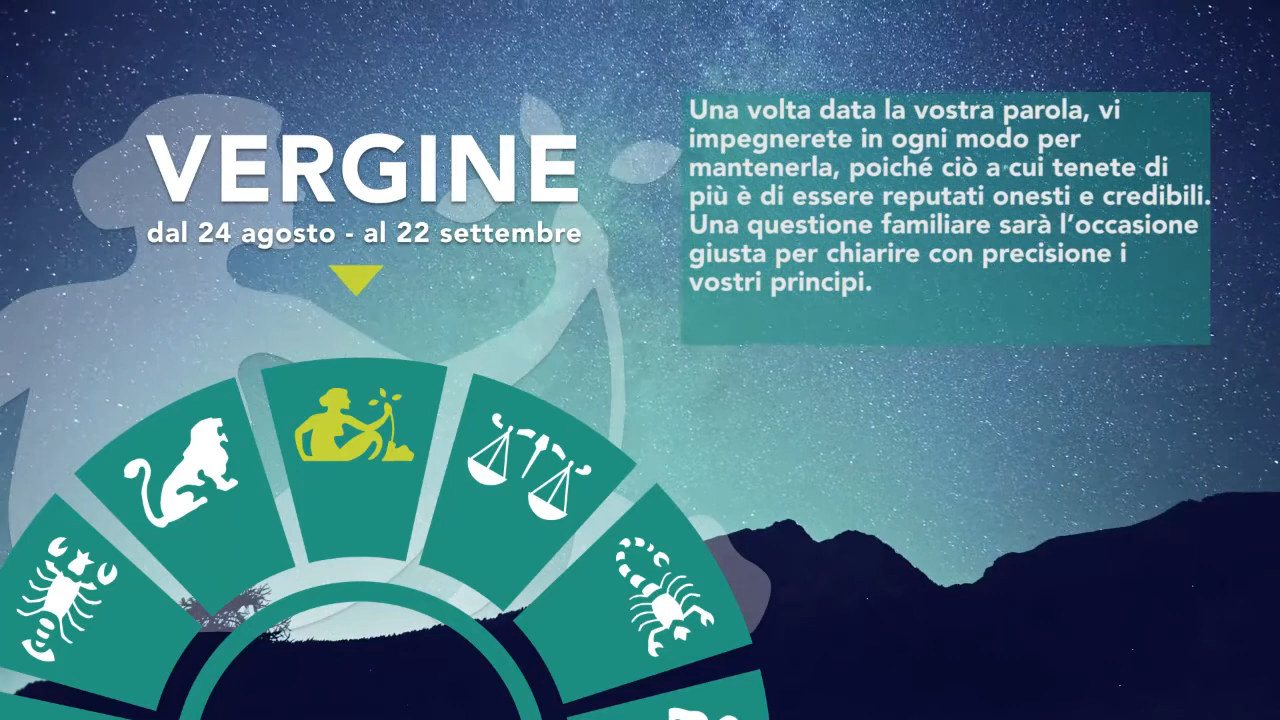 VERGINE
dal 24 agosto - al 22 settembre
Una volta data la vostra parola, vi
impegnerete in ogni modo per
mantenerla, poiché ciò a cui tenete di
più è di essere reputati onesti e credibili.
Una questione familiare sarà l’occasione
giusta per chiarire con precisione i
vostri principi.